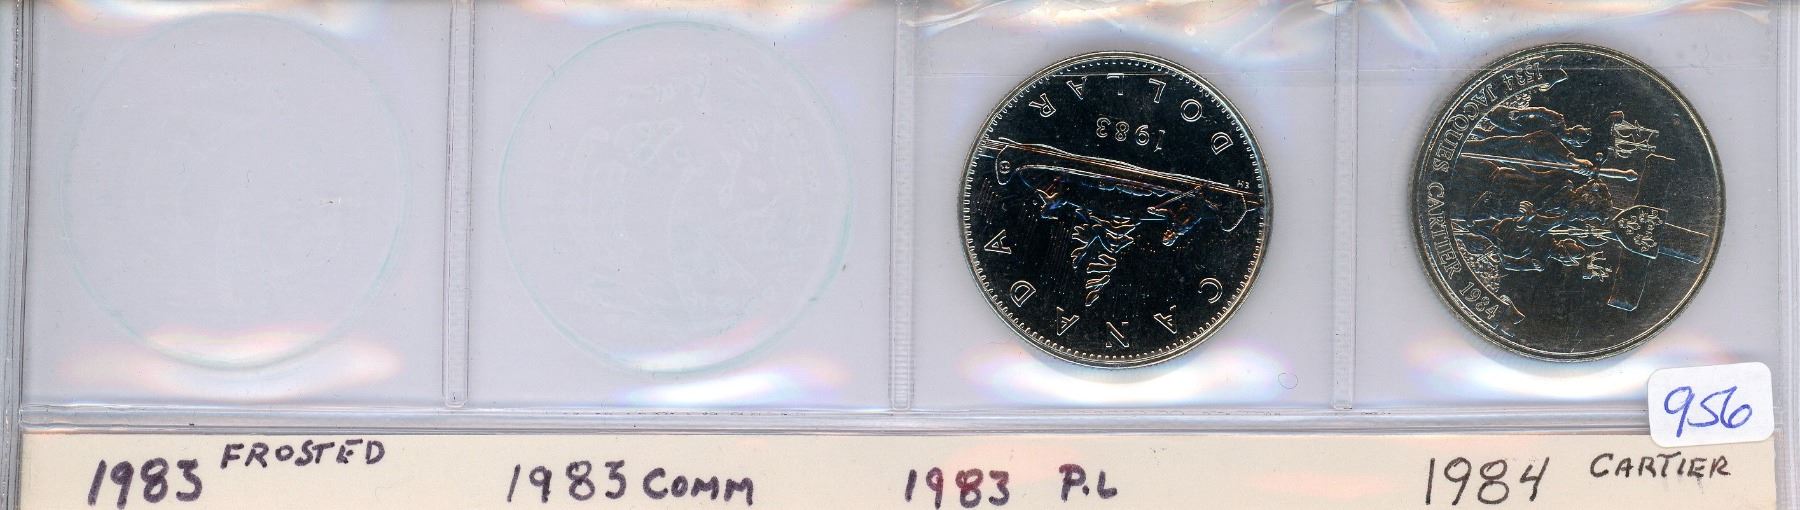 CANADA
DOLLAR
1983
1534 JACQUES CARTIER 1984
956
1983 FROSTED
1983 COMM
1983 P.L
1984 CARTIER